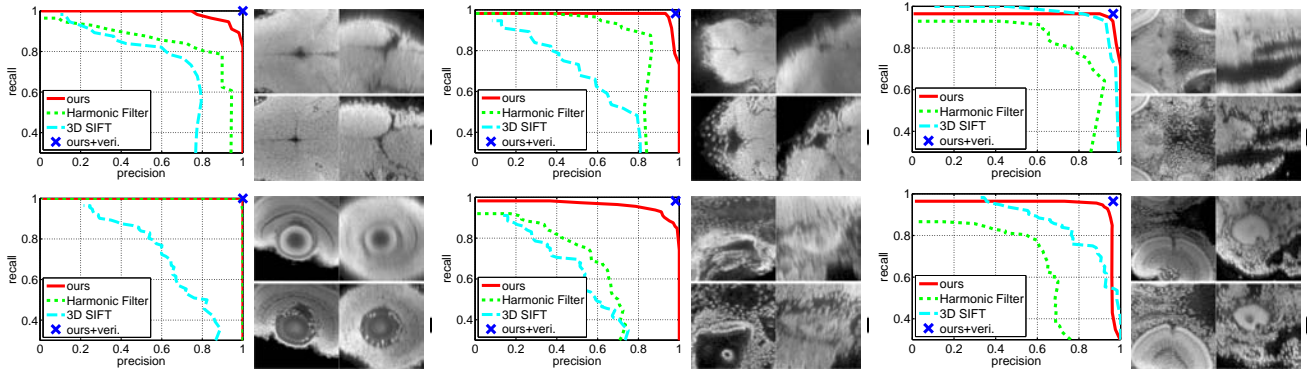 1
0.8
0.6
0.4
recall
ours
Harmonic Filter
3D SIFT
ours+veri.
0 0.2 0.4 0.6 0.8 1
precision
1
0.8
0.6
0.4
recall
ours
Harmonic Filter
3D SIFT
ours+veri.
0 0.2 0.4 0.6 0.8 1
precision
1
0.8
0.6
0.4
recall
ours
Harmonic Filter
3D SIFT
ours+veri.
0 0.2 0.4 0.6 0.8 1
precision
1
0.8
0.6
0.4
recall
ours
Harmonic Filter
3D SIFT
ours+veri.
0 0.2 0.4 0.6 0.8 1
precision
1
0.8
0.6
0.4
recall
ours
Harmonic Filter
3D SIFT
ours+veri.
0 0.2 0.4 0.6 0.8 1
precision
1
0.8
0.6
0.4
recall
ours
Harmonic Filter
3D SIFT
ours+veri.
0 0.2 0.4 0.6 0.8 1
precision